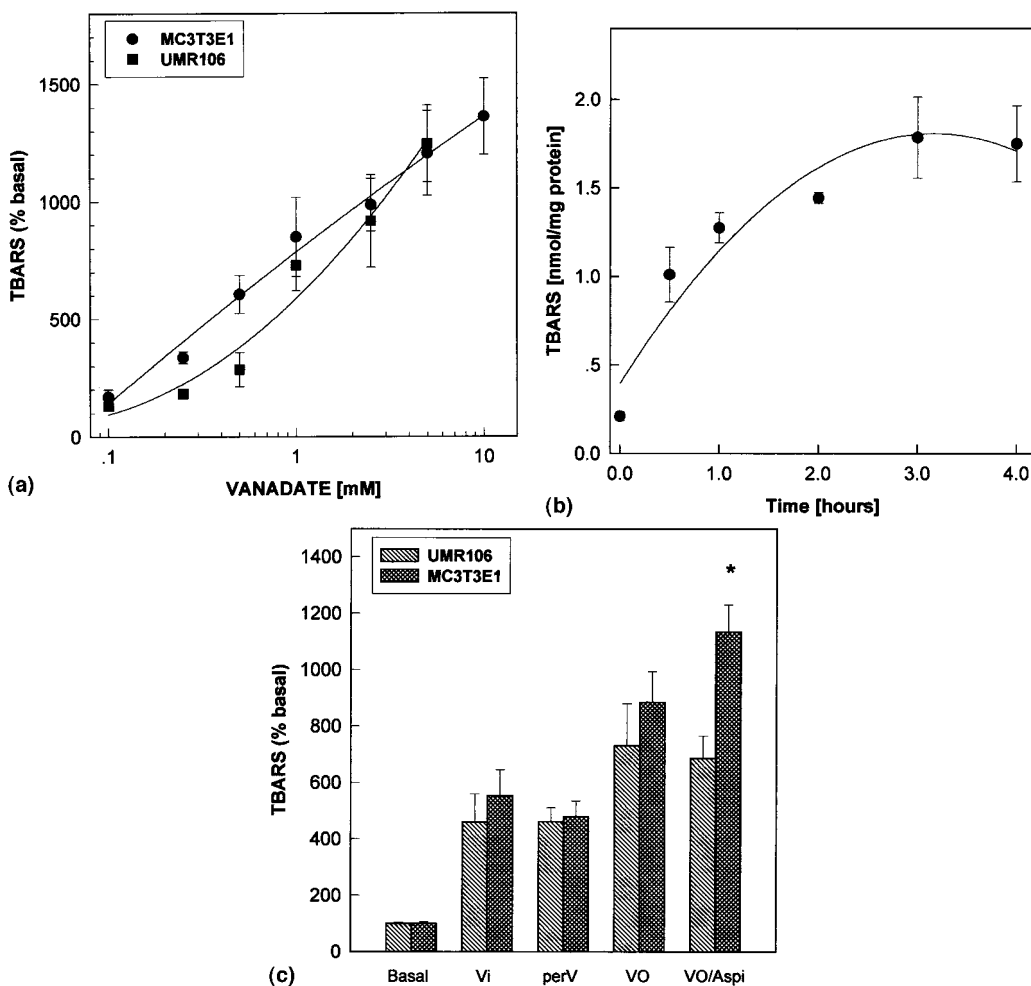 MC3T3E1
UMR106
1500
1000
500
0
TBARS (% basal)
.1
1
10
VANADATE [mM]
(a)
2.0
1.5
1.0
.5
0.0
TBARS [nmol/mg protein]
0.0
1.0
2.0
3.0
4.0
Time [hours]
(b)
UMR106
MC3T3E1
*
1400
1200
1000
800
600
400
200
0
TBARS (% basal)
Basal
Vi
perV
VO
VO/Aspi
(c)